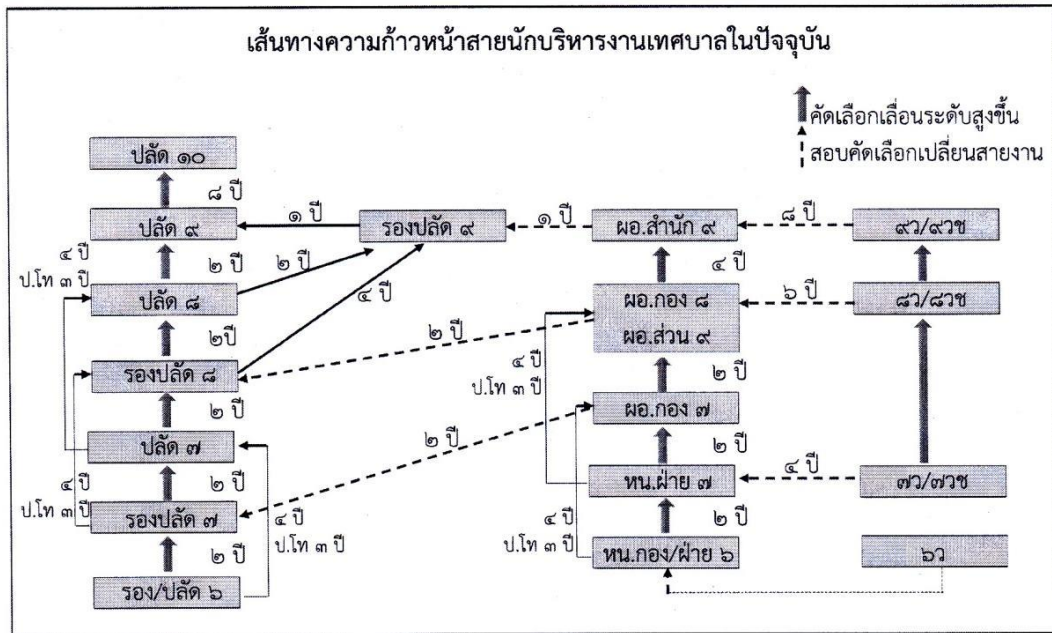 เส้นทางความก้าวหน้าสายนักบริหารงานเทศบาลในปัจจุบัน
คัดเลือกเลื่อนระดับสูงขึ้น
สอบคัดเลือกเปลี่ยนสายงาน
ปลัด ๑๐
๘ ปี
ปลัด ๙
๑ ปี
รองปลัด ๙
๑ ปี
ผอ.สำนัก ๙
๘ ปี
๙ว/๙วช
๔ ปี
ป.โท ๓ ปี
๒ ปี
๒ ปี
๔ ปี
๔ ปี
ปลัด ๘
ผอ.กอง ๘
ผอ.ส่วน ๙
๖ ปี
๘ว/๘วช
๒ปี
๒ ปี
รองปลัด ๘
๔ ปี
ป.โท ๓ ปี
๒ ปี
๒ ปี
ผอ.กอง ๗
ปลัด ๗
๒ ปี
๒ ปี
๔ ปี
ป.โท ๓ ปี
๒ ปี
หน.ฝ่าย ๗
๔ ปี
๗ว/๗วช
รองปลัด ๗
๔ ปี
ป.โท ๓ ปี
๔ ปี
ป.โท ๓ ปี
๒ ปี
๒ ปี
หน.กอง/ฝ่าย ๖
๖ว
รอง/ปลัด ๖